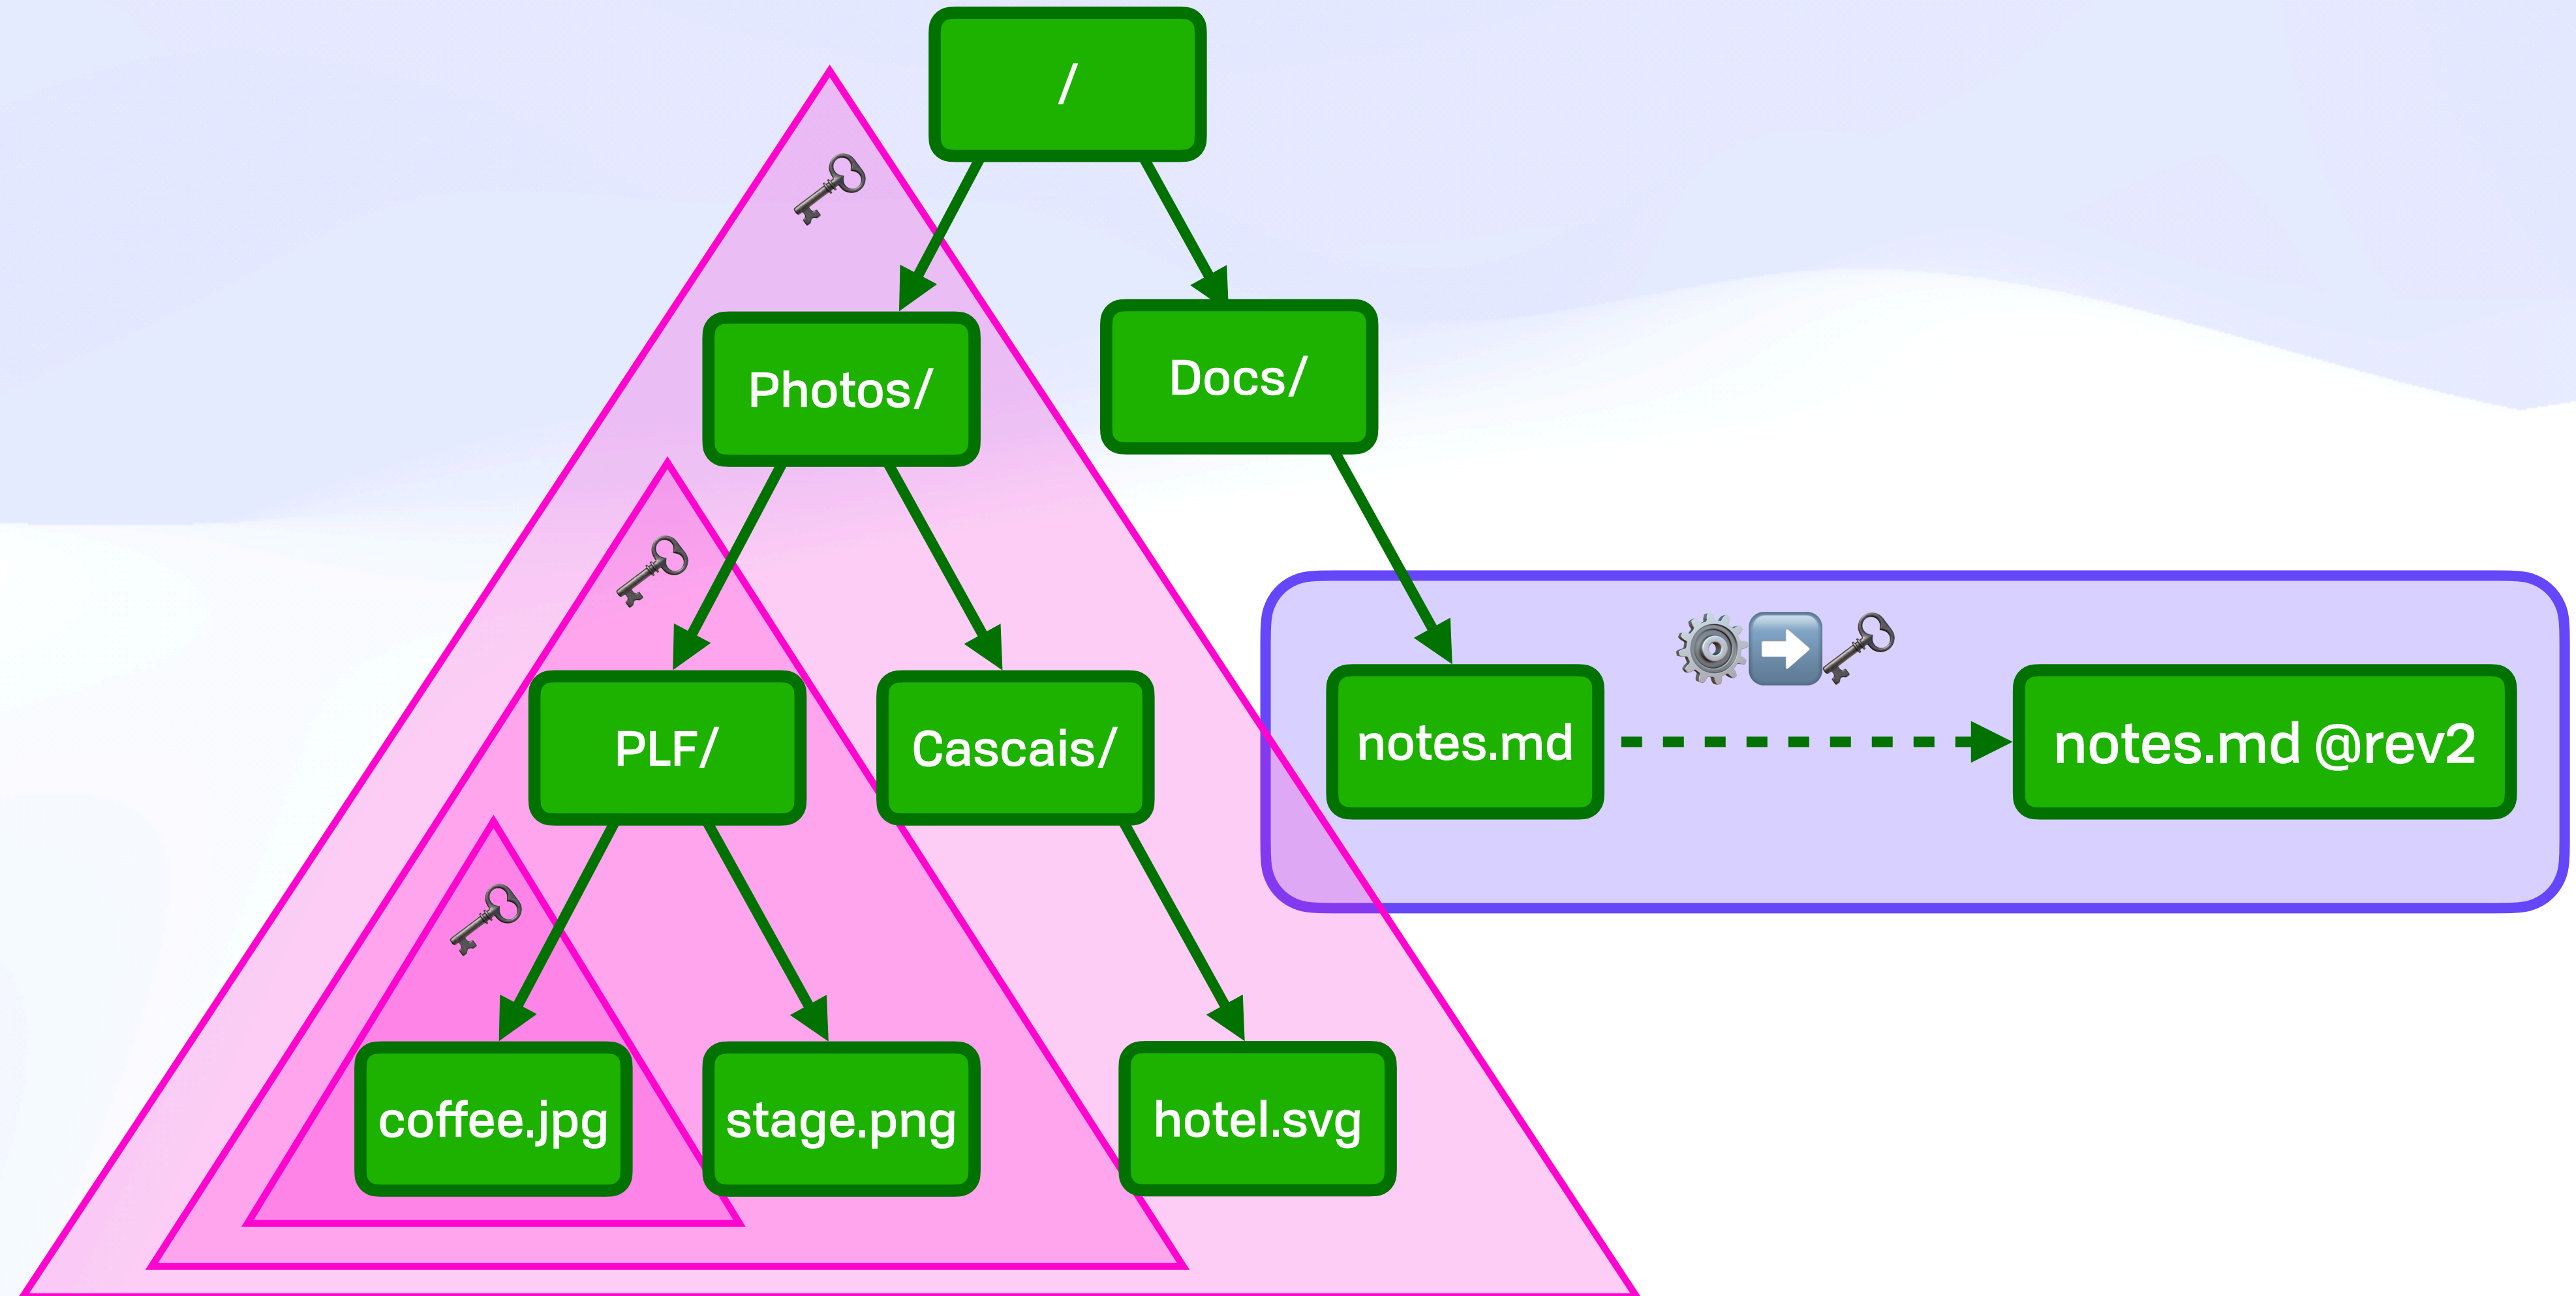 /
Photos/
Docs/
PLF/
Cascais/
notes.md
notes.md @rev2
coffee.jpg
stage.png
hotel.svg